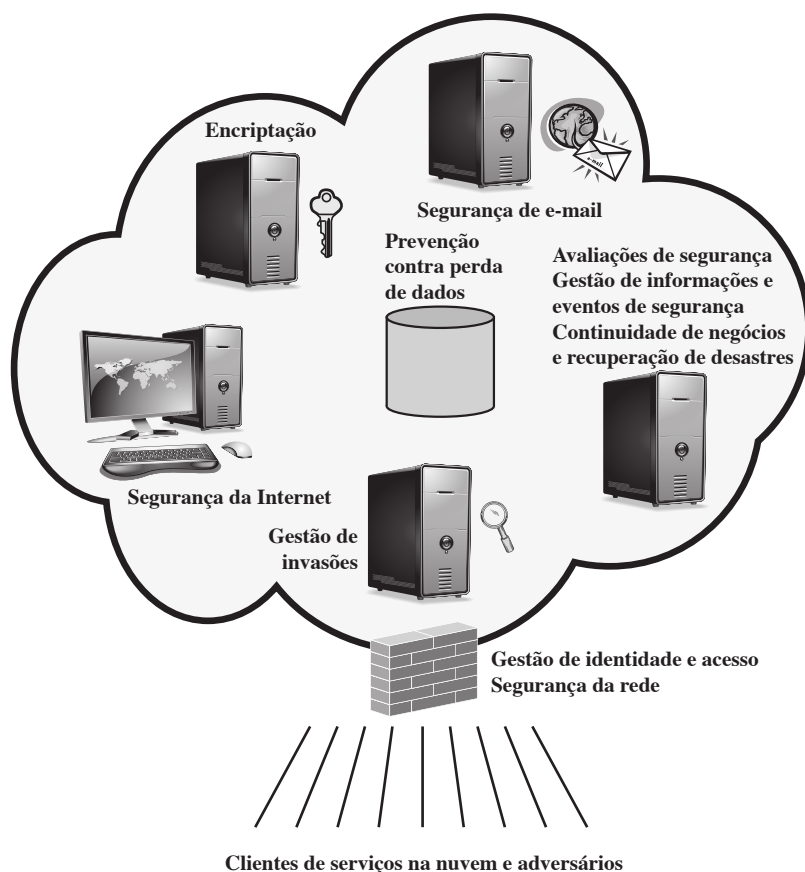 Encriptação
e-mail
Segurança de e-mail
Prevenção
contra perda
de dados
Avaliações de segurança
Gestão de informações e
eventos de segurança
Continuidade de negócios
e recuperação de desastres
Segurança da Internet
Gestão de
invasões
Gestão de identidade e acesso
Segurança da rede
Clientes de serviços na nuvem e adversários